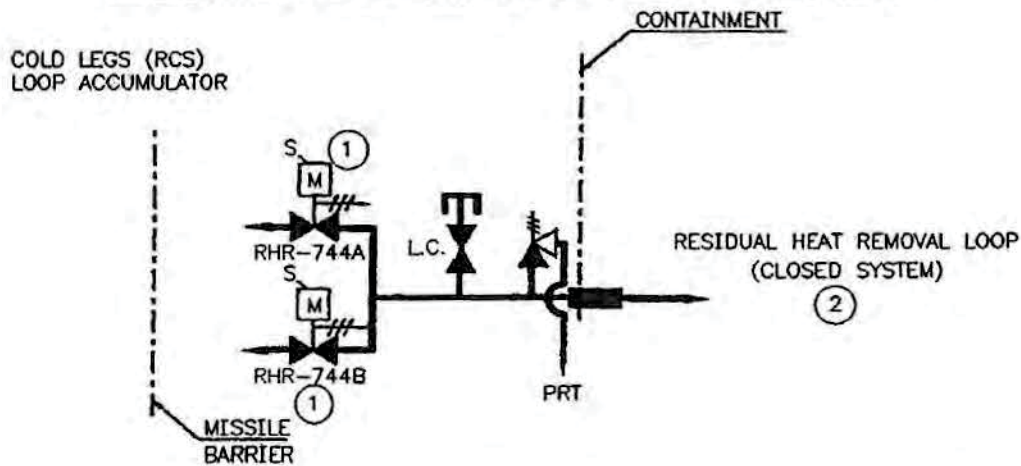 CONTAINMENT
COLD LEGS (RCS)
LOOP ACCUMULATOR
S
1
M
RHR-744A
L.C.
RESIDUAL HEAT REMOVAL LOOP
(CLOSED SYSTEM)
2
S
M
RHR-744B
1
PRT
MISSILE
BARRIER